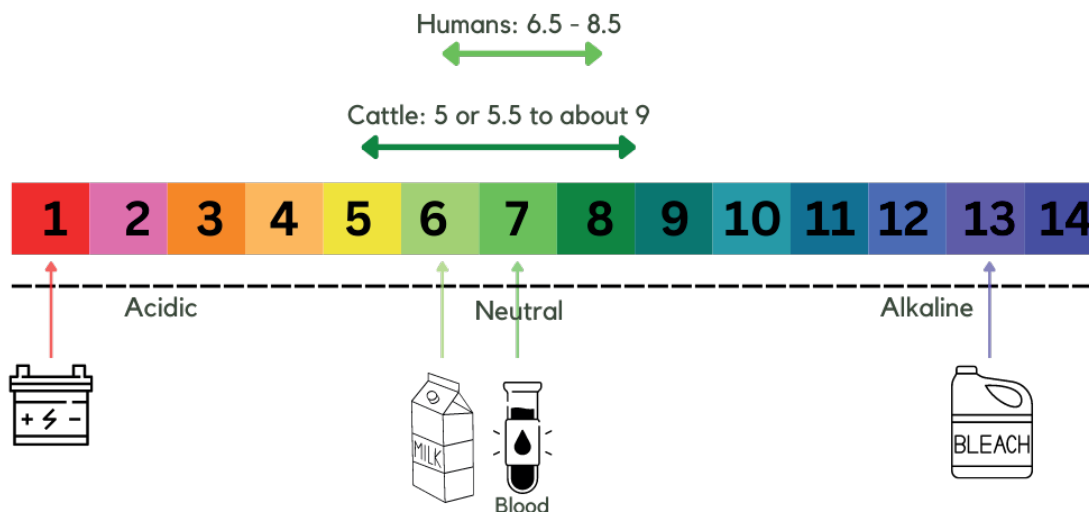 Humans: 6.5 - 8.5
Cattle: 5 or 5.5 to about 9
1 2 3 4 5 6 7 8 9 10 11 12 13 14
Acidic Neutral Alkaline
+ -
MILK
BLEACH
Blood